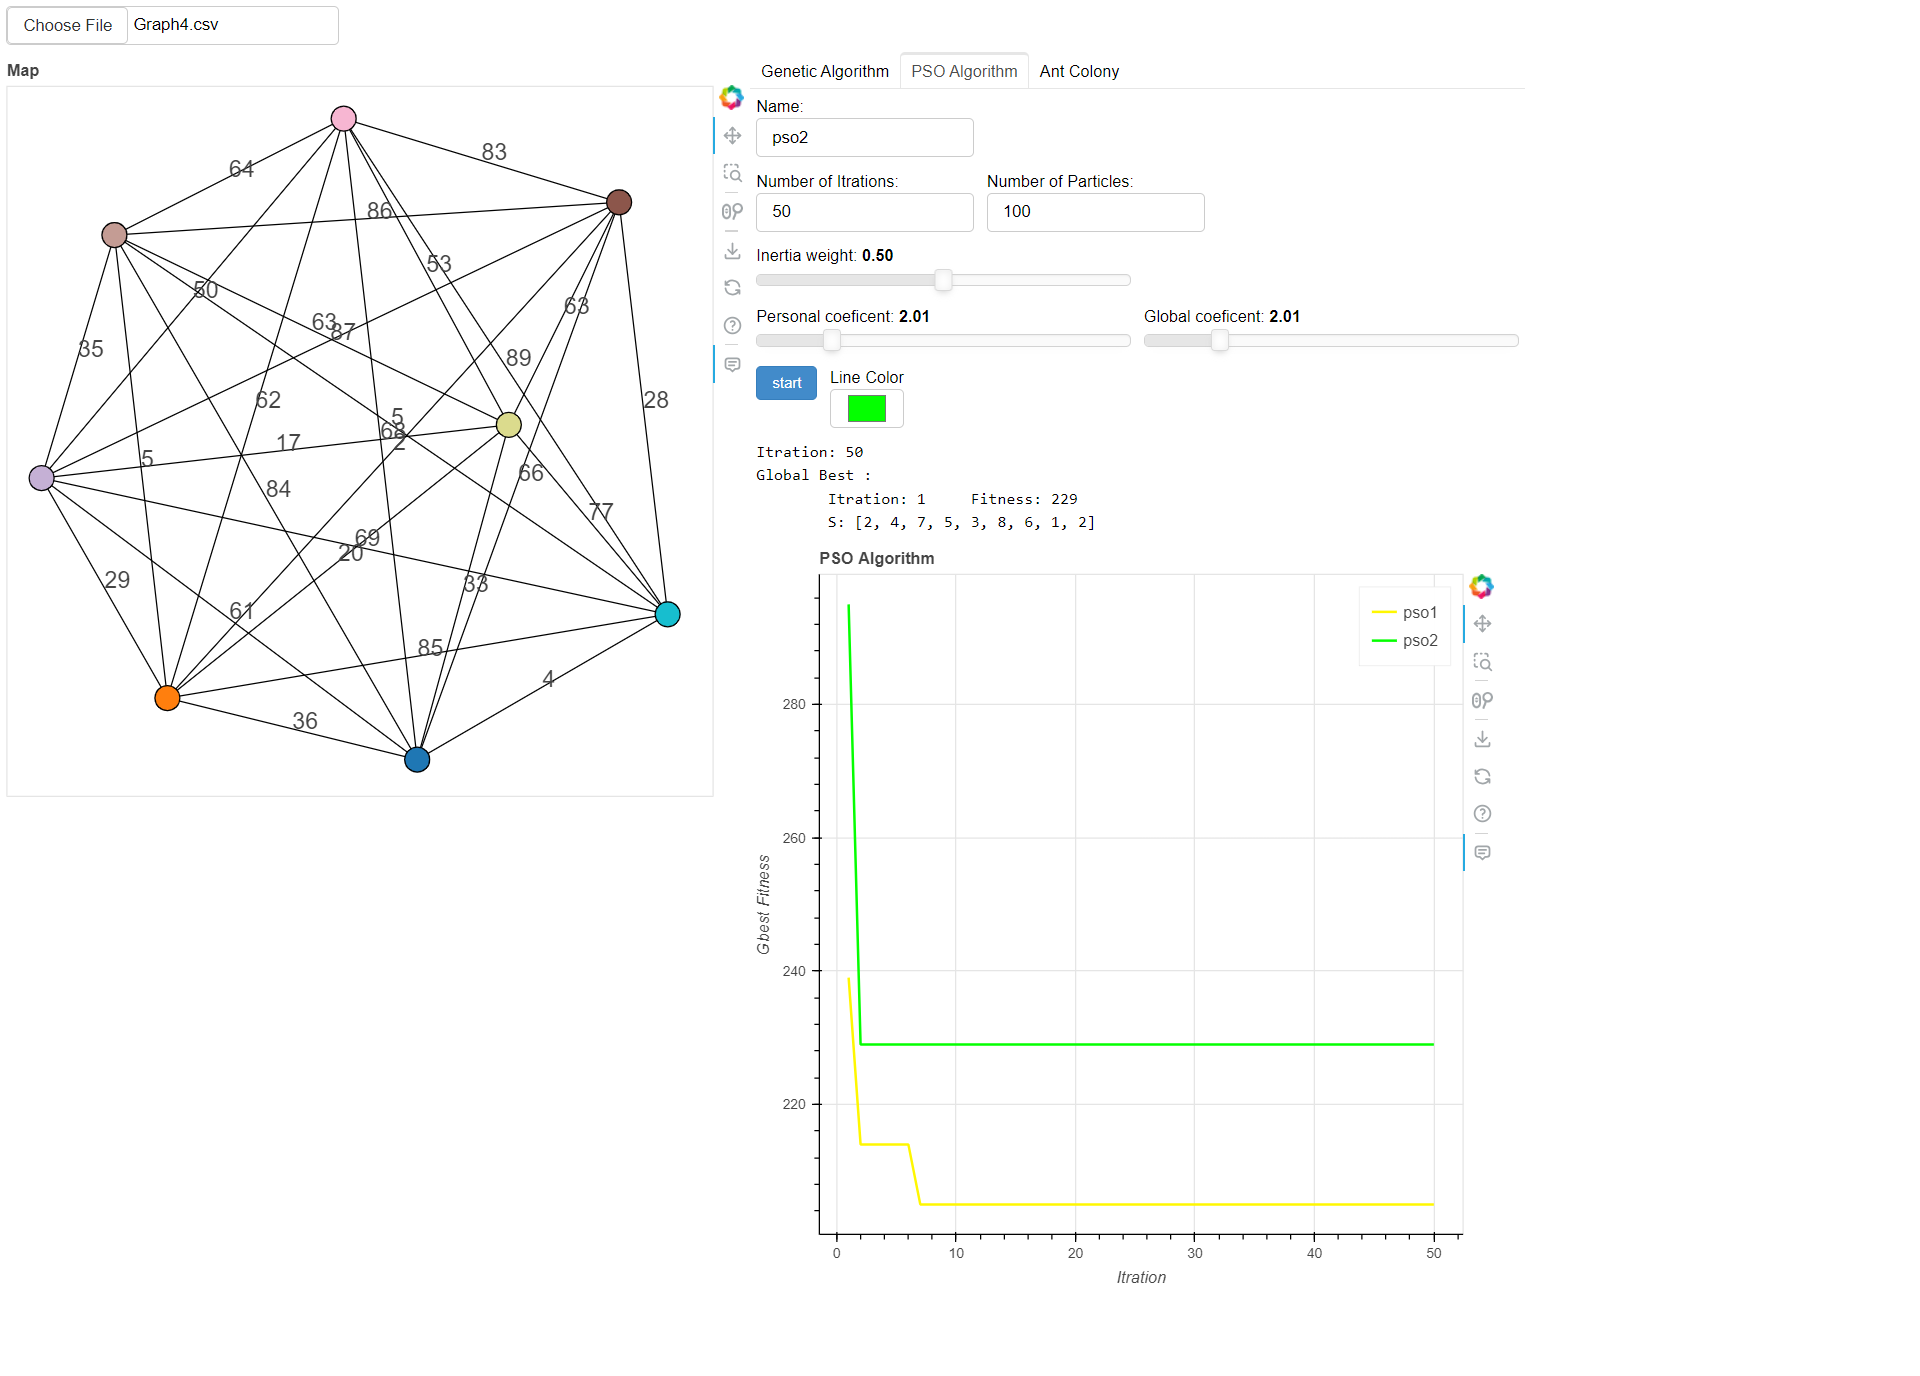 Choose File Graph4.csv
Map
64
83
86
53
50
63
63
87
35
89
62
28
5
68
2
17
5
66
84
77
69
20
33
29
61
85
4
36
Genetic Algorithm PSO Algorithm Ant Colony
Name:
pso2
Number of Itrations: Number of Particles:
50 100
Inertia weight: 0.50
Personal coeficent: 2.01 Global coeficent: 2.01
start Line Color
Itration: 50
Global Best :
Itration: 1 Fitness: 229
S: [2, 4, 7, 5, 3, 8, 6, 1, 2]
PSO Algorithm
pso1
pso2
280
260
240
220
Gbest Fitness
0 10 20 30 40 50
Itration